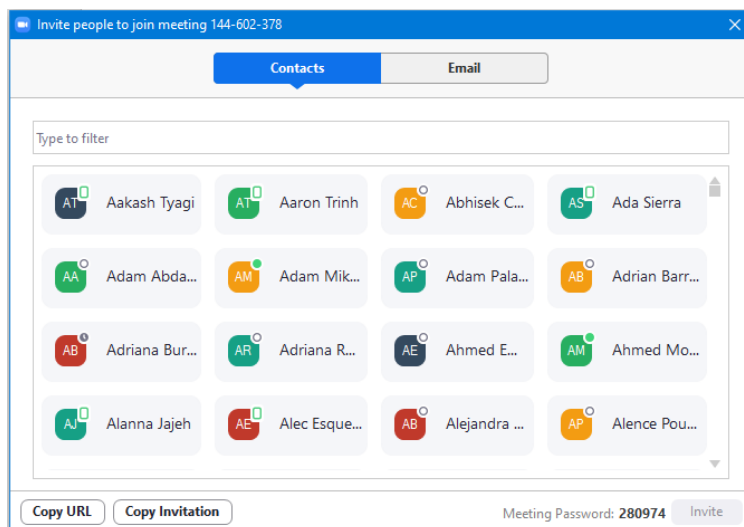 Invite people to join meeting 144-602-378
Contacts Email
Type to filter
AT Aakash Tyagi AT Aaron Trinh AC Abhisek C... AS Ada Sierra
AA Adam Abda... AM Adam Mik... AP Adam Pala... AB Adrian Barr...
AB Adriana Bur... AR Adriana R... AE Ahmed E... AM Ahmed Mo...
AJ Alanna Jajeh AE Alec Esque... AB Alejandra ... AP Alence Pou...
Copy URL Copy Invitation Meeting Password: 280974 Invite